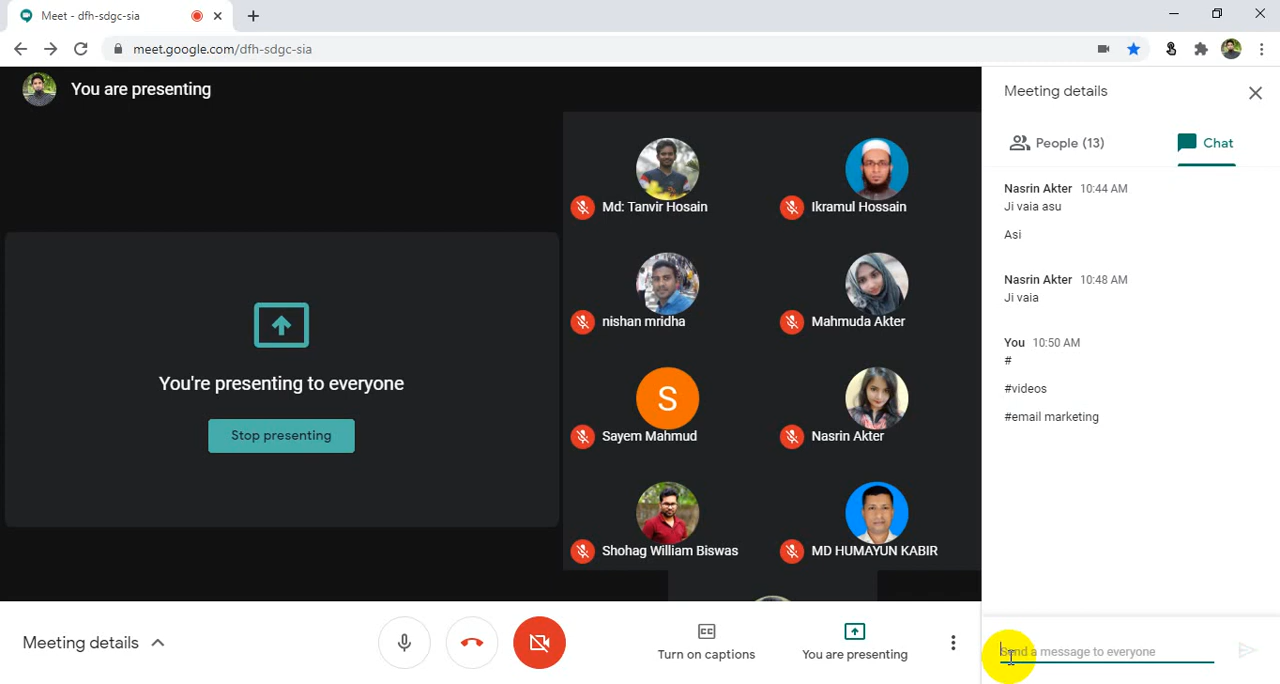 Meet - dfh-sdgc-sia
meet.google.com/dfh-sdgc-sia
You are presenting
Meeting details
People (13)
Chat
Md: Tanvir Hosain
Ikramul Hossain
nishan mridha
Mahmuda Akter
S
Sayem Mahmud
Nasrin Akter
Shohag William Biswas
MD HUMAYUN KABIR
You're presenting to everyone
Stop presenting
Nasrin Akter 10:44 AM
Ji vaia asu
Asi
Nasrin Akter 10:48 AM
Ji vaia
You 10:50 AM
#
#videos
#email marketing
Send a message to everyone
Meeting details
CC
Turn on captions
You are presenting